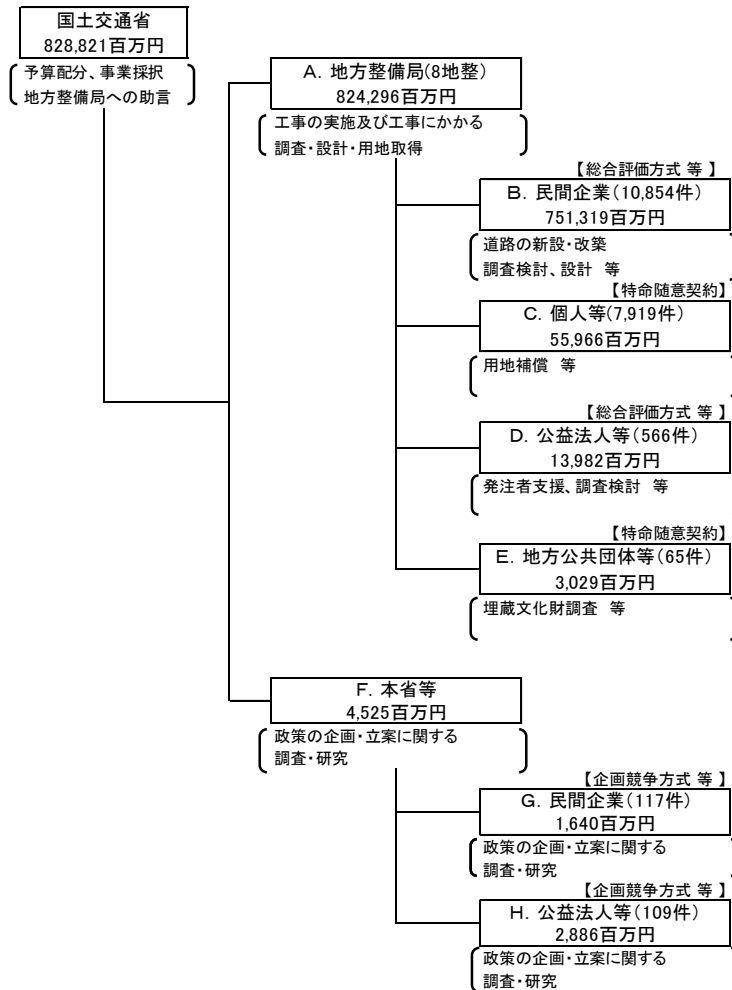 国土交通省
828,821百万円
予算配分、事業採択
地方整備局への助言
A. 地方整備局(8地整)
824,296百万円
工事の実施及び工事にかかる
調査・設計・用地取得
【総合評価方式 等 】
B. 民間企業(10,854件)
751,319百万円
道路の新設・改築
調査検討、設計 等
【特命随意契約】
C. 個人等(7,919件)
55,966百万円
用地補償 等
【総合評価方式 等 】
D. 公益法人等(566件)
13,982百万円
発注者支援、調査検討 等
【特命随意契約】
E. 地方公共団体等(65件)
3,029百万円
埋蔵文化財調査 等
F. 本省等
4,525百万円
政策の企画・立案に関する
調査・研究
【企画競争方式 等 】
G. 民間企業(117件)
1,640百万円
政策の企画・立案に関する
調査・研究
【企画競争方式 等 】
H. 公益法人等(109件)
2,886百万円
政策の企画・立案に関する
調査・研究